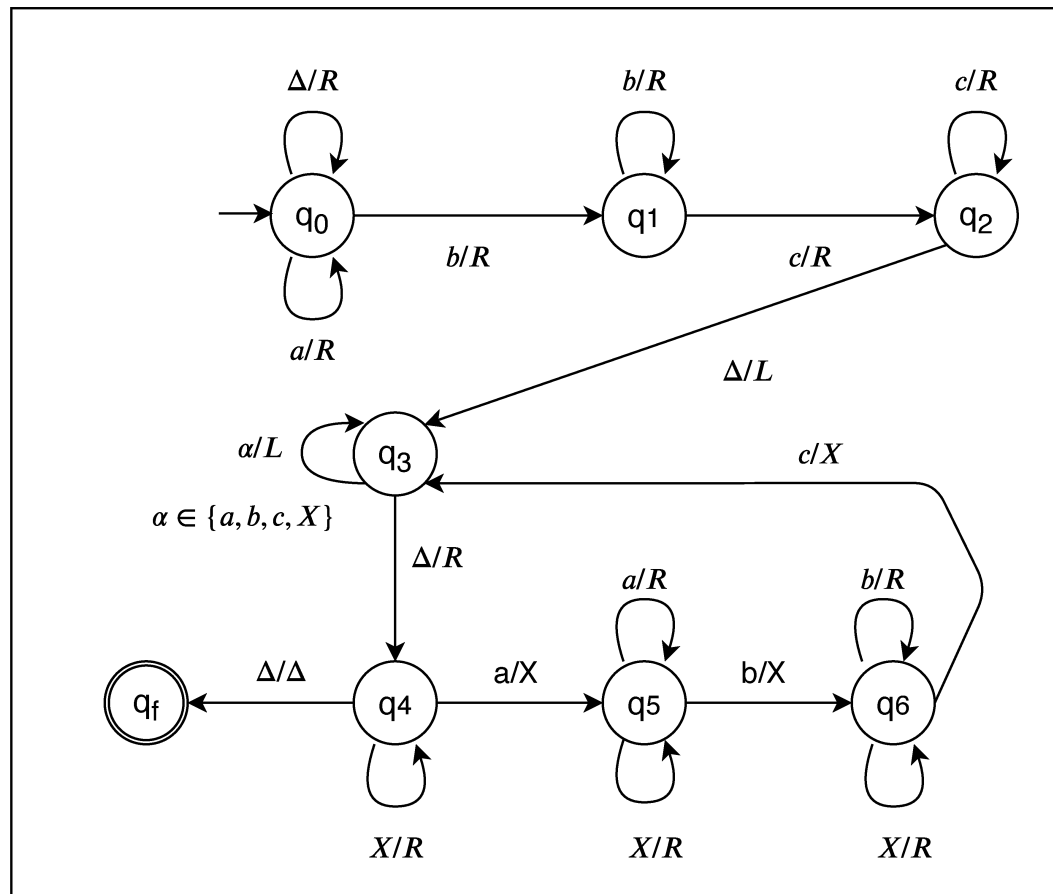 Δ/R b/R c/R
q0 q1 q2
b/R c/R
a/R
Δ/L
α/L q3 c/X
α ∈ {a, b, c, X}
Δ/R a/R b/R
Δ/Δ a/X b/X
qf q4 q5 q6
X/R X/R X/R